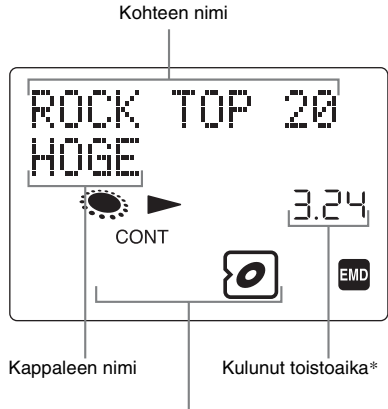 Kohteen nimi
ROCK TOP 20
HOGE
3.24
CONT
EMD
Kappaleen nimi Kulunut toistoaika*